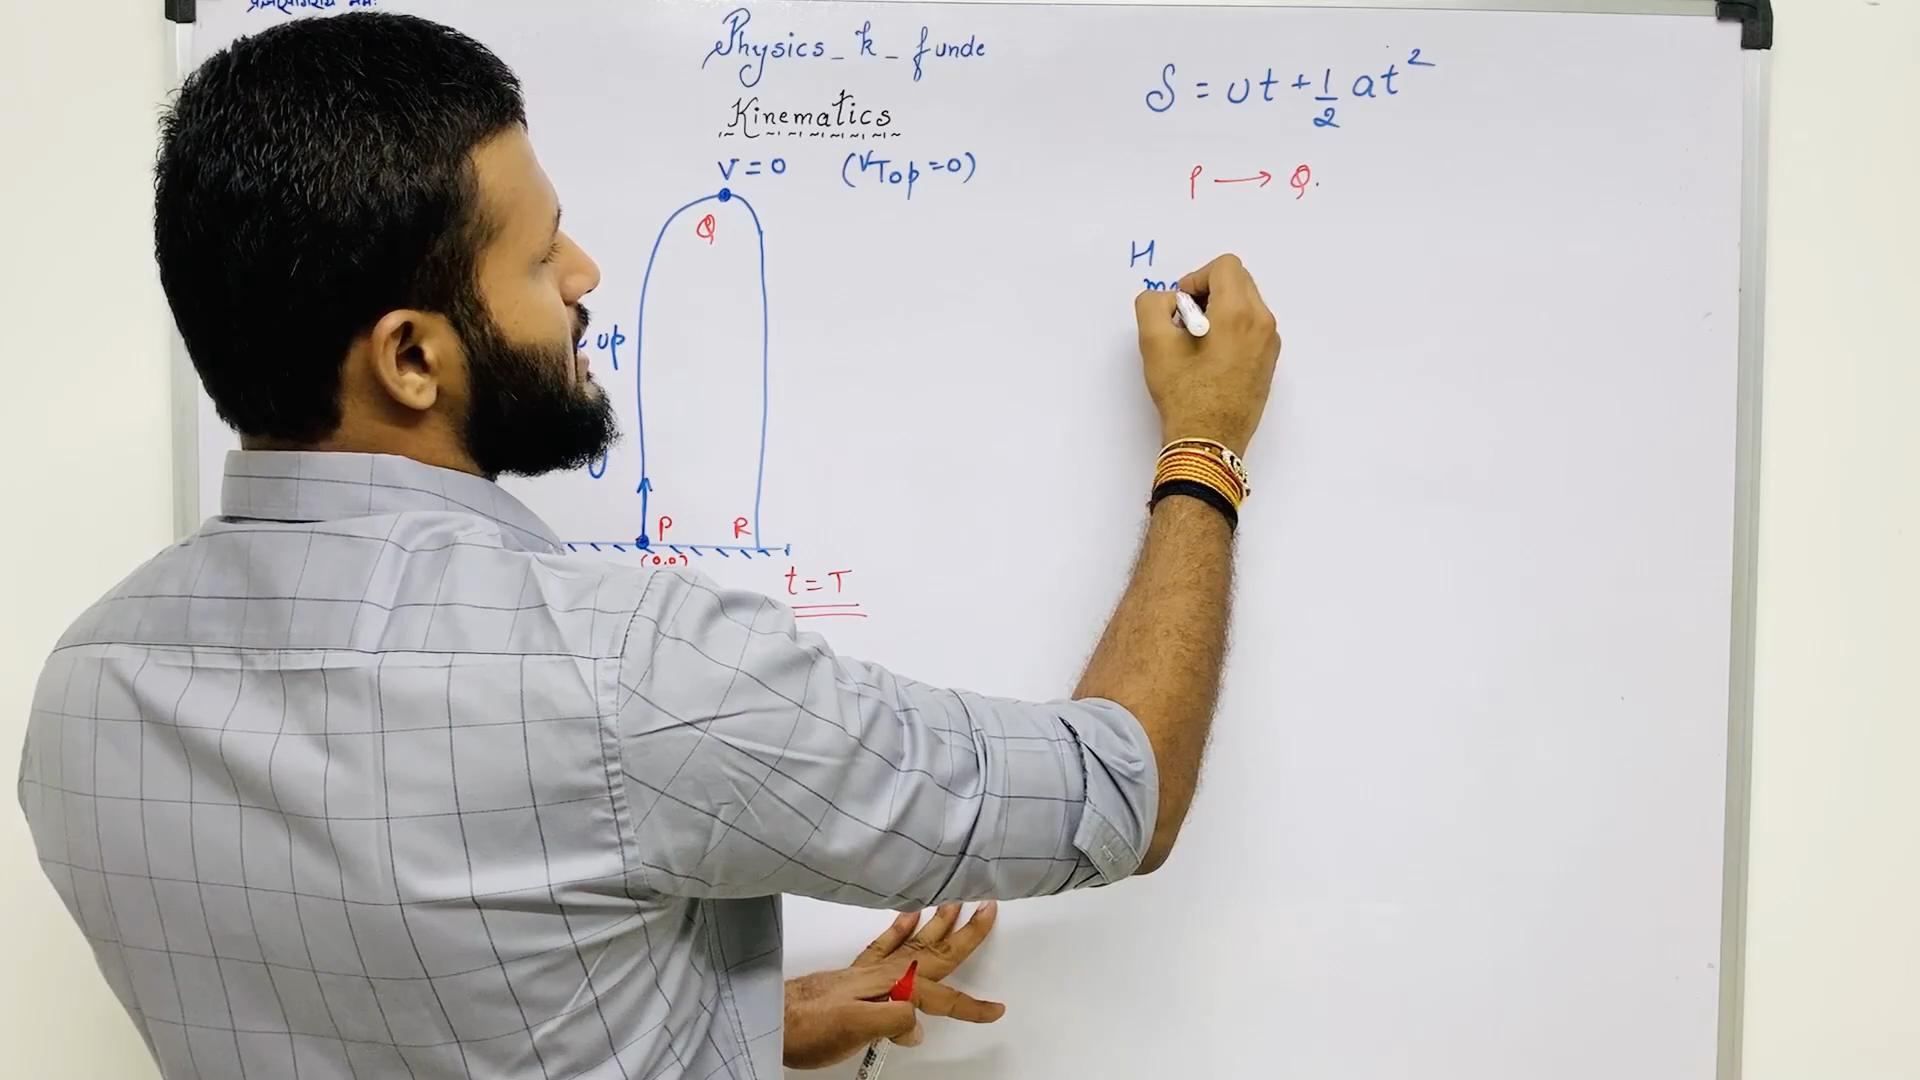 Physics_k_funde
Kinematics
v = 0 (vTop = 0)
Q
up
U
P R
(0,0)
t = T
S = ut + 1/2 at²
P → Q.
H